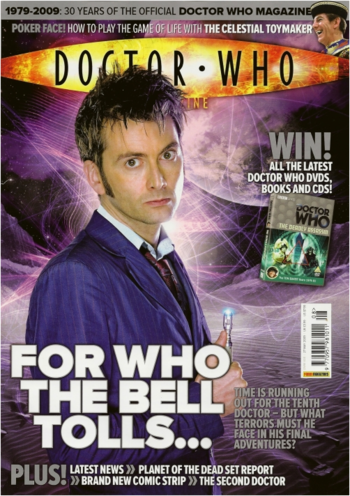 1979-2009: 30 YEARS OF THE OFFICIAL DOCTOR WHO MAGAZINE
POKER FACE! HOW TO PLAY THE GAME OF LIFE WITH THE CELESTIAL TOYMAKER
DOCTOR · WHO
INE
WIN!
ALL THE LATEST
DOCTOR WHO DVDS,
BOOKS AND CDS!
DOCTOR
WHO
FOR WHO
THE BELL
TOLLS...
TIME IS RUNNING
OUT FOR THE TENTH
DOCTOR – BUT WHAT
TERRORS MUST HE
FACE IN HIS FINAL
ADVENTURES?
PLUS! LATEST NEWS » PLANET OF THE DEAD SET REPORT
» BRAND NEW COMIC STRIP » THE SECOND DOCTOR